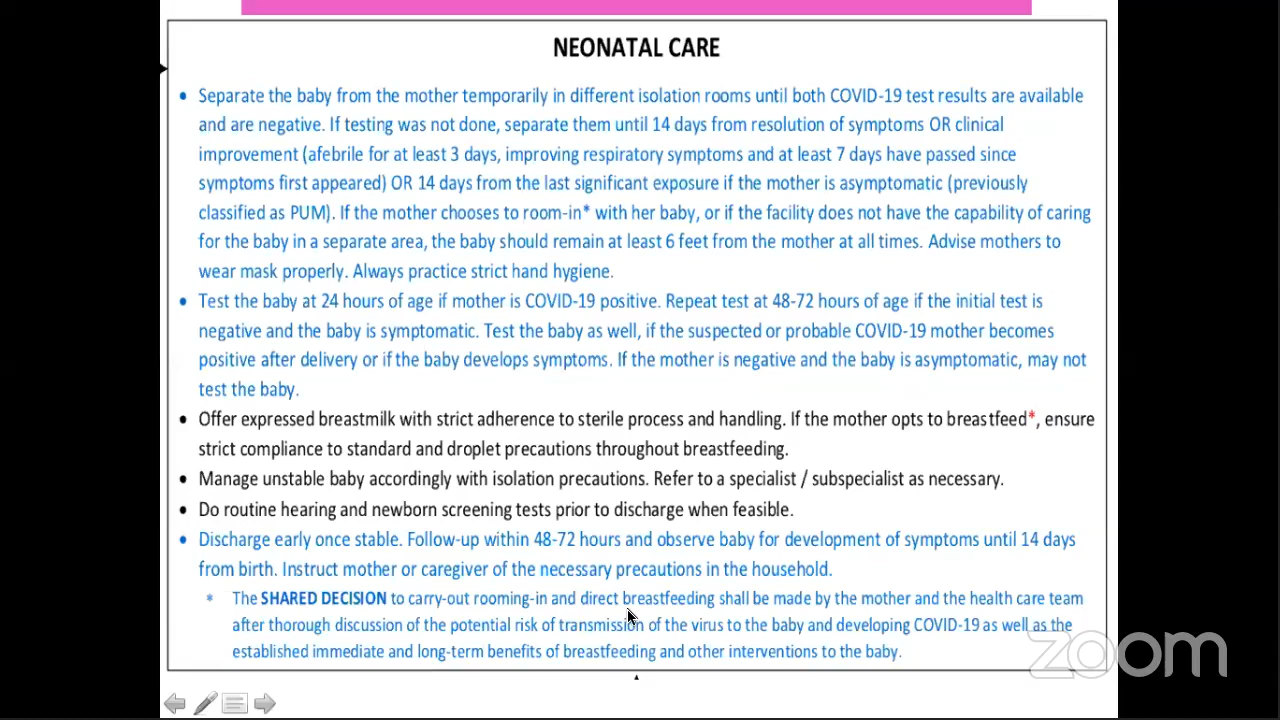 NEONATAL CARE
• Separate the baby from the mother temporarily in different isolation rooms until both COVID-19 test results are available
and are negative. If testing was not done, separate them until 14 days from resolution of symptoms OR clinical
improvement (afebrile for at least 3 days, improving respiratory symptoms and at least 7 days have passed since
symptoms first appeared) OR 14 days from the last significant exposure if the mother is asymptomatic (previously
classified as PUM). If the mother chooses to room-in* with her baby, or if the facility does not have the capability of caring
for the baby in a separate area, the baby should remain at least 6 feet from the mother at all times. Advise mothers to
wear mask properly. Always practice strict hand hygiene.
• Test the baby at 24 hours of age if mother is COVID-19 positive. Repeat test at 48-72 hours of age if the initial test is
negative and the baby is symptomatic. Test the baby as well, if the suspected or probable COVID-19 mother becomes
positive after delivery or if the baby develops symptoms. If the mother is negative and the baby is asymptomatic, may not
test the baby.
• Offer expressed breastmilk with strict adherence to sterile process and handling. If the mother opts to breastfeed*, ensure
strict compliance to standard and droplet precautions throughout breastfeeding.
• Manage unstable baby accordingly with isolation precautions. Refer to a specialist / subspecialist as necessary.
• Do routine hearing and newborn screening tests prior to discharge when feasible.
• Discharge early once stable. Follow-up within 48-72 hours and observe baby for development of symptoms until 14 days
from birth. Instruct mother or caregiver of the necessary precautions in the household.
* The SHARED DECISION to carry-out rooming-in and direct breastfeeding shall be made by the mother and the health care team
after thorough discussion of the potential risk of transmission of the virus to the baby and developing COVID-19 as well as the
established immediate and long-term benefits of breastfeeding and other interventions to the baby.
zoom